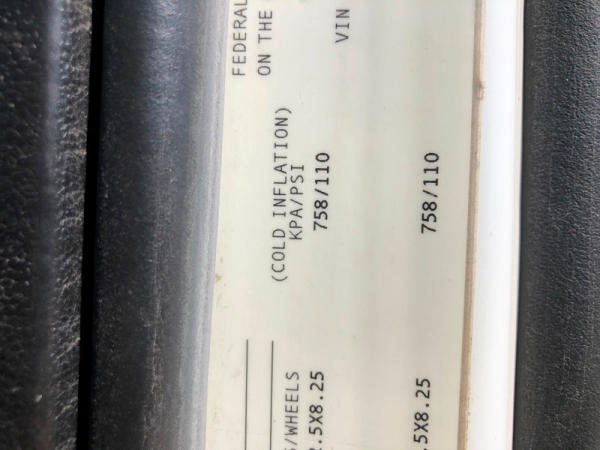 FEDERAL
ON THE
(COLD INFLATION)
KPA/PSI
VIN
/WHEELS
758/110
.5X8.25
758/110
.5X8.25